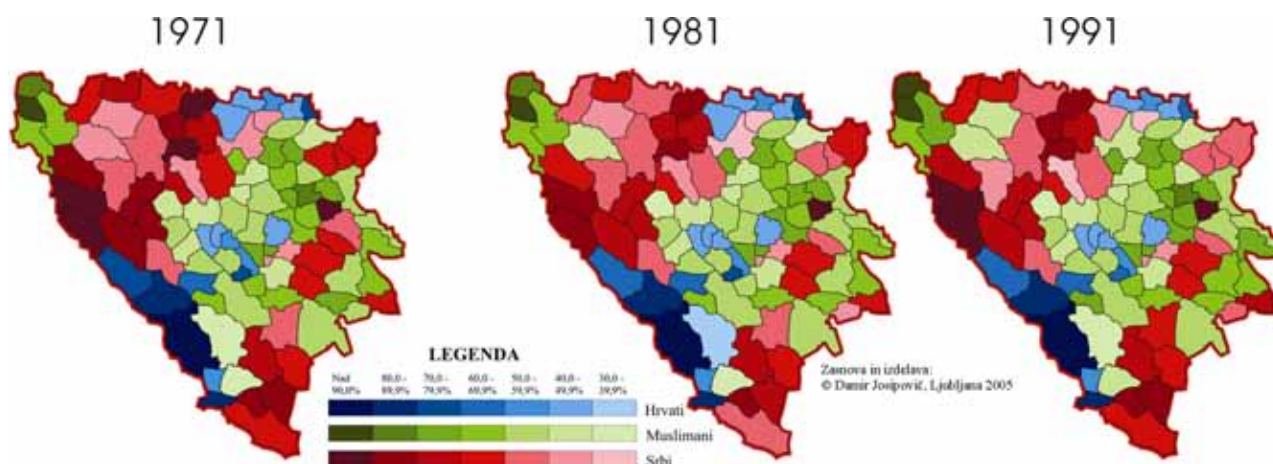 1971
1981
1991
LEGENDA
Nad 80,0 - 70,0 - 60,0 - 50,0 - 40,0 - 30,0 -
90,0% 89,9% 79,9% 69,9% 59,9% 49,9% 39,9%
Hrvati
Muslimani
Srbi
Zasnova in izdelava:
© Damir Josipovič, Ljubljana 2005